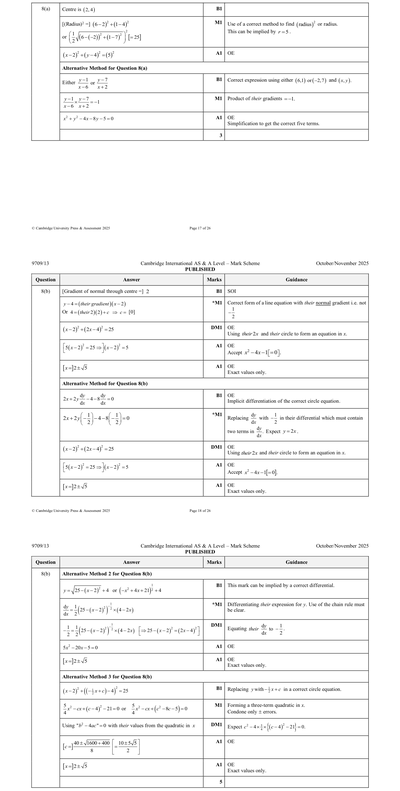 8(a) Centre is (2, 4) B1
[(Radius)² =] (6−2)² + (1−4)² M1 Use of a correct method to find (radius)² or radius.
or (1/2 √((6−(−2))² + (1−7)²))² [= 25] This can be implied by r = 5.
(x−2)² + (y−4)² = (5)² A1 OE
Alternative Method for Question 8(a)
Either (y−1)/(x−6) or (y−7)/(x+2) B1 Correct expression using either (6,1) or (−2,7) and (x, y).
(y−1)/(x−6) × (y−7)/(x+2) = −1 M1 Product of their gradients = −1.
x² + y² − 4x − 8y − 5 = 0 A1 OE
Simplification to get the correct five terms.
3
© Cambridge University Press & Assessment 2025 Page 17 of 26
9709/13 Cambridge International AS & A Level – Mark Scheme October/November 2025
PUBLISHED
Question Answer Marks Guidance
8(b) [Gradient of normal through centre =] 2 B1 SOI
y − 4 = (their gradient)(x − 2) *M1 Correct form of a line equation with their normal gradient i.e. not
Or 4 = (their 2)(2) + c ⇒ c = [0] −1/2
(x−2)² + (2x−4)² = 25 DM1 OE
Using their 2x and their circle to form an equation in x.
[5(x−2)² = 25 ⇒] (x−2)² = 5 A1 OE
Accept x² − 4x − 1[= 0].
[x =] 2 ± √5 A1 OE
Exact values only.
Alternative Method for Question 8(b)
2x + 2y dy/dx − 4 − 8 dy/dx = 0 B1 OE
Implicit differentiation of the correct circle equation.
2x + 2y(−1/2) − 4 − 8(−1/2) = 0 *M1 Replacing dy/dx with −1/2 in their differential which must contain
two terms in dy/dx. Expect y = 2x.
(x−2)² + (2x−4)² = 25 DM1 OE
Using their 2x and their circle to form an equation in x.
[5(x−2)² = 25 ⇒] (x−2)² = 5 A1 OE
Accept x² − 4x − 1[= 0].
[x =] 2 ± √5 A1 OE
Exact values only.
© Cambridge University Press & Assessment 2025 Page 18 of 26
9709/13 Cambridge International AS & A Level – Mark Scheme October/November 2025
PUBLISHED
Question Answer Marks Guidance
8(b) Alternative Method 2 for Question 8(b)
y = √(25 − (x−2)²) + 4 or (−x² + 4x + 21)^(1/2) + 4 B1 This mark can be implied by a correct differential.
dy/dx = 1/2 (25 − (x−2)²)^(−1/2) × (4−2x) *M1 Differentiating their expression for y. Use of the chain rule must
be clear.
−1/2 = 1/2 (25 − (x−2)²)^(−1/2) × (4−2x) [⇒ 25 − (x−2)² = (2x−4)²] DM1 Equating their dy/dx to −1/2.
5x² − 20x − 5 = 0 A1 OE
[x =] 2 ± √5 A1 OE
Exact values only.
Alternative Method 3 for Question 8(b)
(x−2)² + ((−1/2 x + c) − 4)² = 25 B1 Replacing y with −1/2 x + c in a correct circle equation.
5/4 x² − cx + (c−4)² − 21 = 0 or 5/4 x² − cx + (c² − 8c − 5) = 0 M1 Forming a three-term quadratic in x.
Condone only ± errors.
Using "b² − 4ac" = 0 with their values from the quadratic in x DM1 Expect c² − 4 × 5/4 [(c−4)² − 21] = 0.
[c =] (40 ± √(1600 + 400))/8 [= (10 ± 5√5)/2] A1 OE
[x =] 2 ± √5 A1 OE
Exact values only.
5